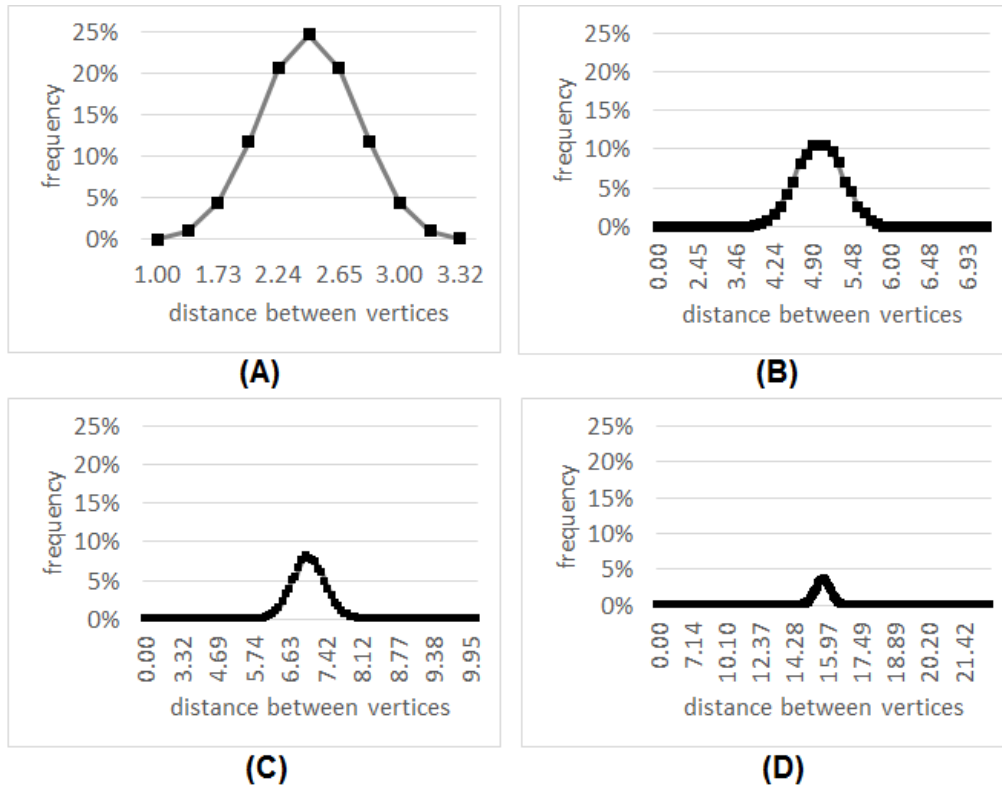 25%
20%
15%
10%
5%
0%
frequency
1.00 1.73 2.24 2.65 3.00 3.32
distance between vertices
(A)
25%
20%
15%
10%
5%
0%
frequency
0.00 2.45 3.46 4.24 4.90 5.48 6.00 6.48 6.93
distance between vertices
(B)
25%
20%
15%
10%
5%
0%
frequency
0.00 3.32 4.69 5.74 6.63 7.42 8.12 8.77 9.38 9.95
distance between vertices
(C)
25%
20%
15%
10%
5%
0%
frequency
0.00 7.14 10.10 12.37 14.28 15.97 17.49 18.89 20.20 21.42
distance between vertices
(D)